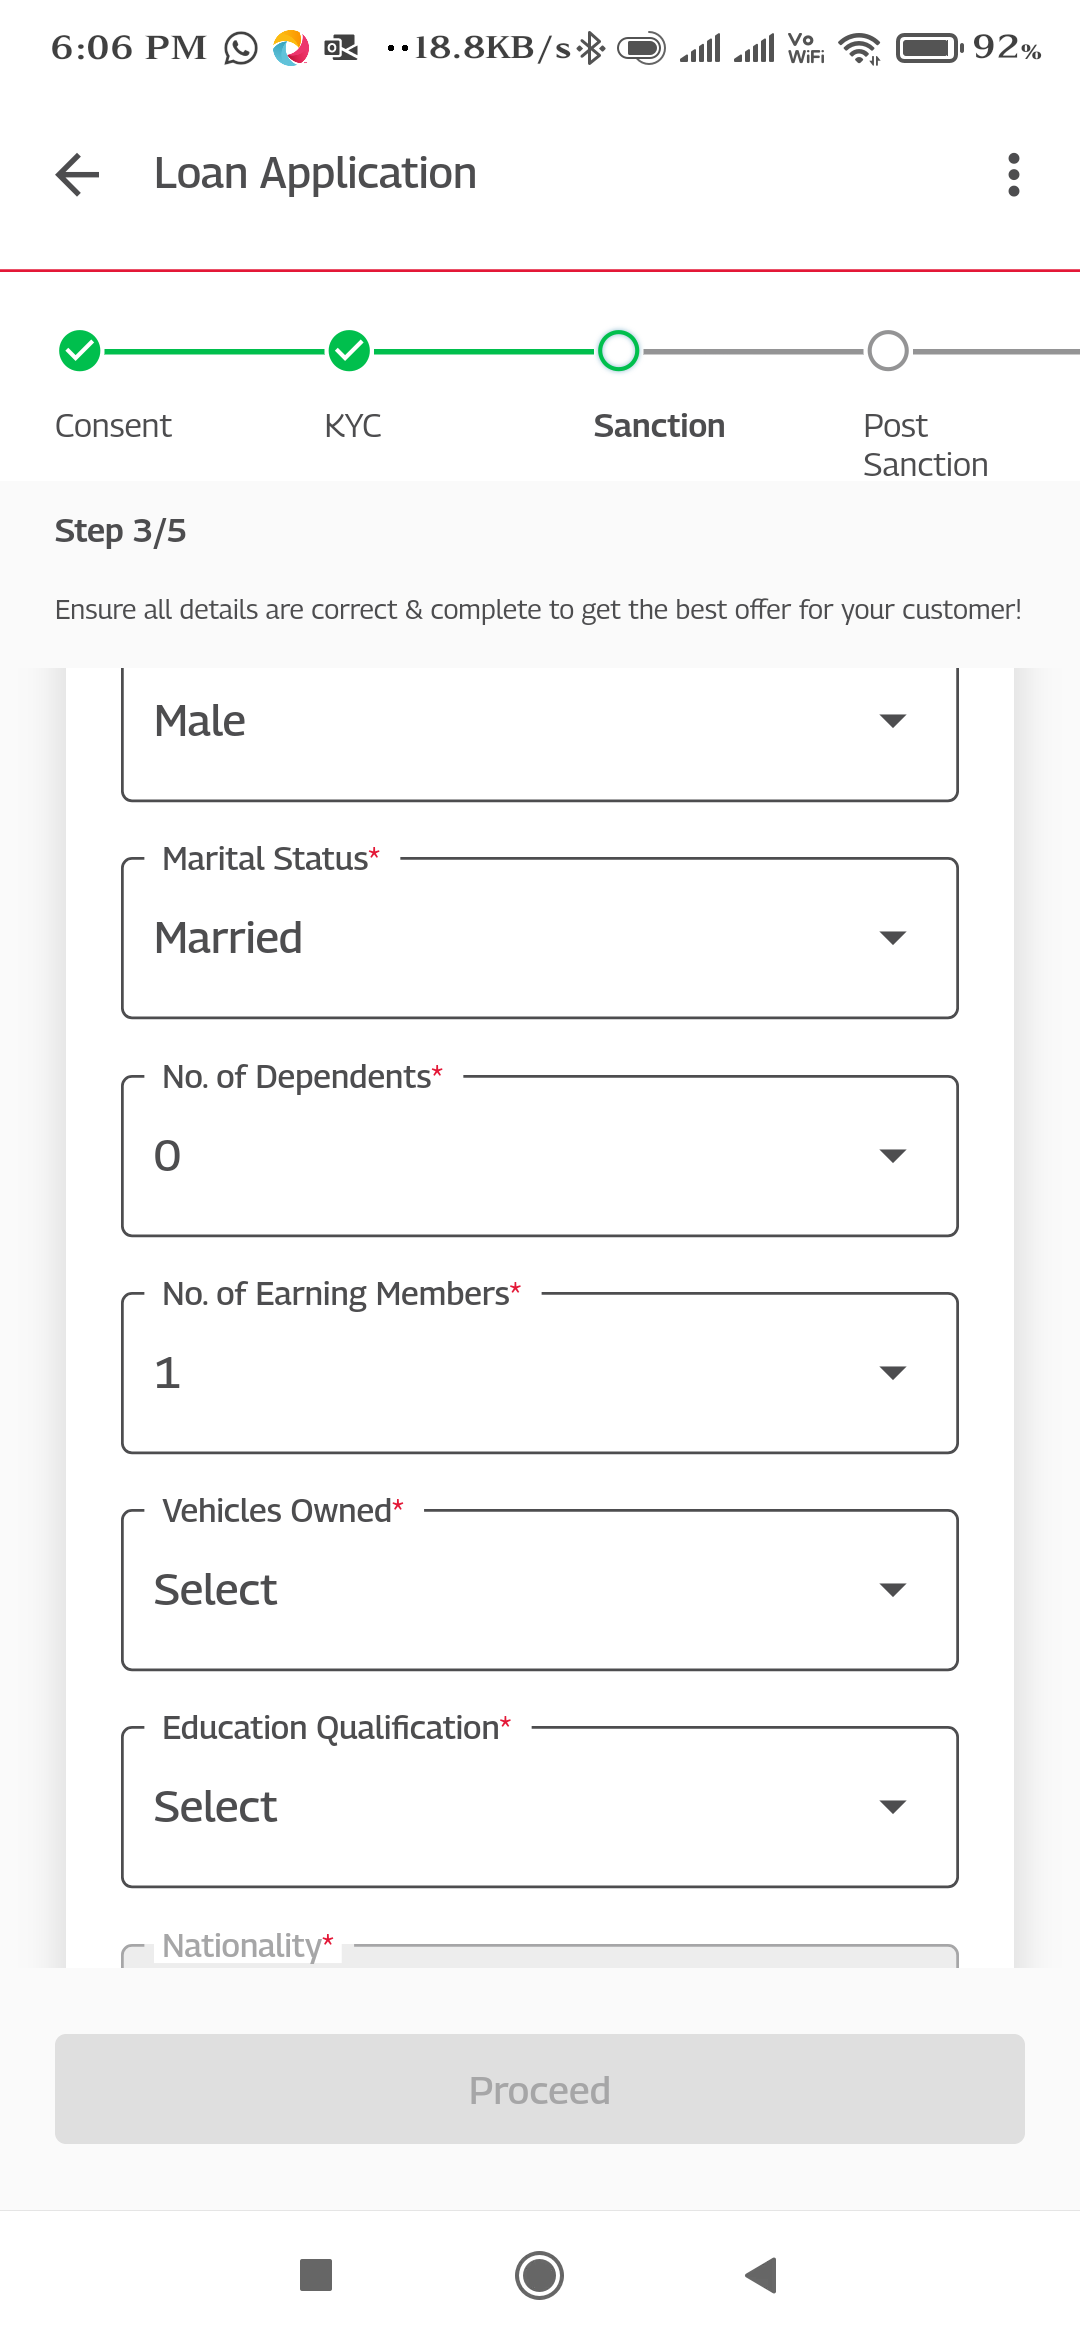 6:06 PM ··18.8KB/s Vo WiFi 92%
Loan Application
Consent KYC Sanction Post Sanction
Step 3/5
Ensure all details are correct & complete to get the best offer for your customer!
Male
Marital Status*
Married
No. of Dependents*
0
No. of Earning Members*
1
Vehicles Owned*
Select
Education Qualification*
Select
Nationality*
Proceed